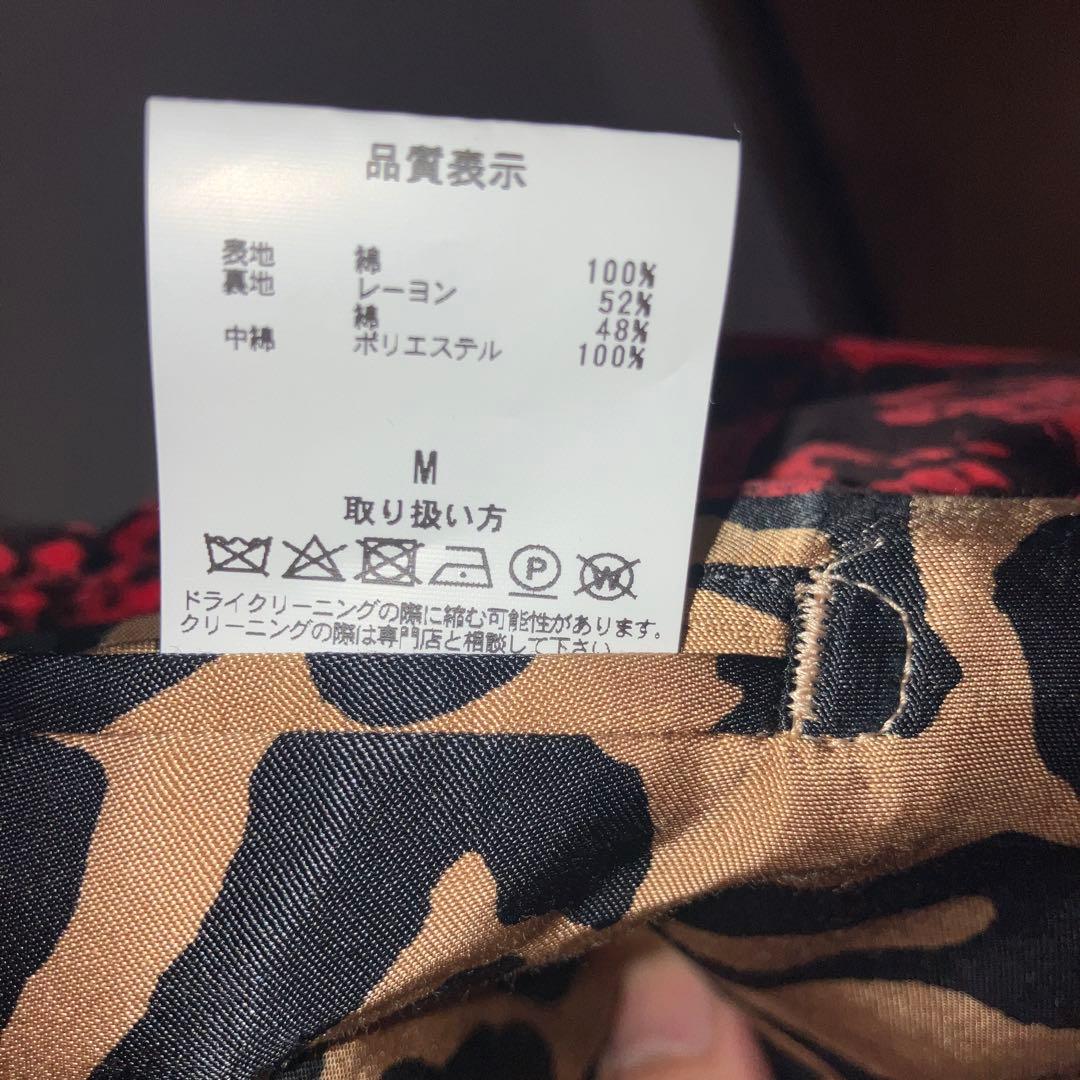 品質表示
表地 綿 100%
裏地 レーヨン 52%
綿 48%
中綿 ポリエステル 100%
M
取り扱い方
P W
ドライクリーニングの際に縮む可能性があります。
クリーニングの際は専門店と相談して下さい